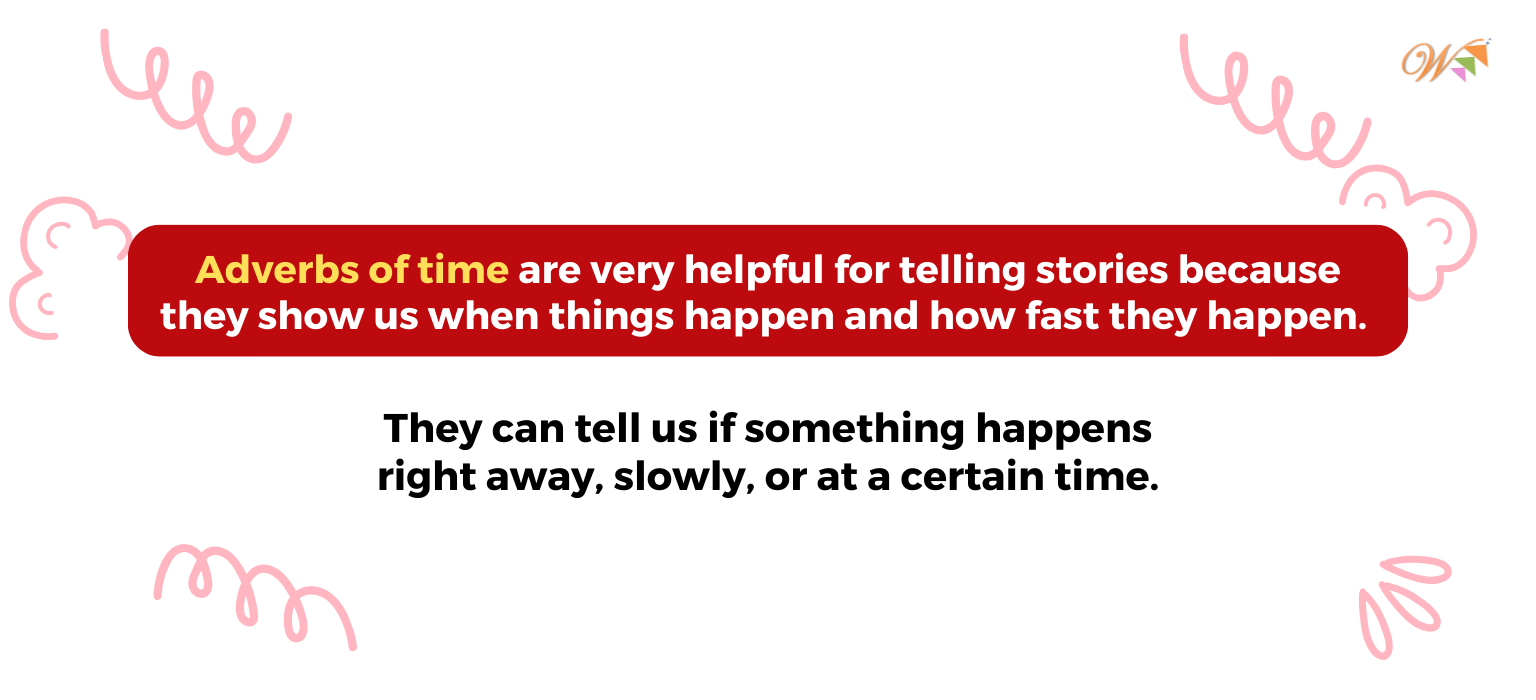 Adverbs of time are very helpful for telling stories because
they show us when things happen and how fast they happen.
They can tell us if something happens
right away, slowly, or at a certain time.
W